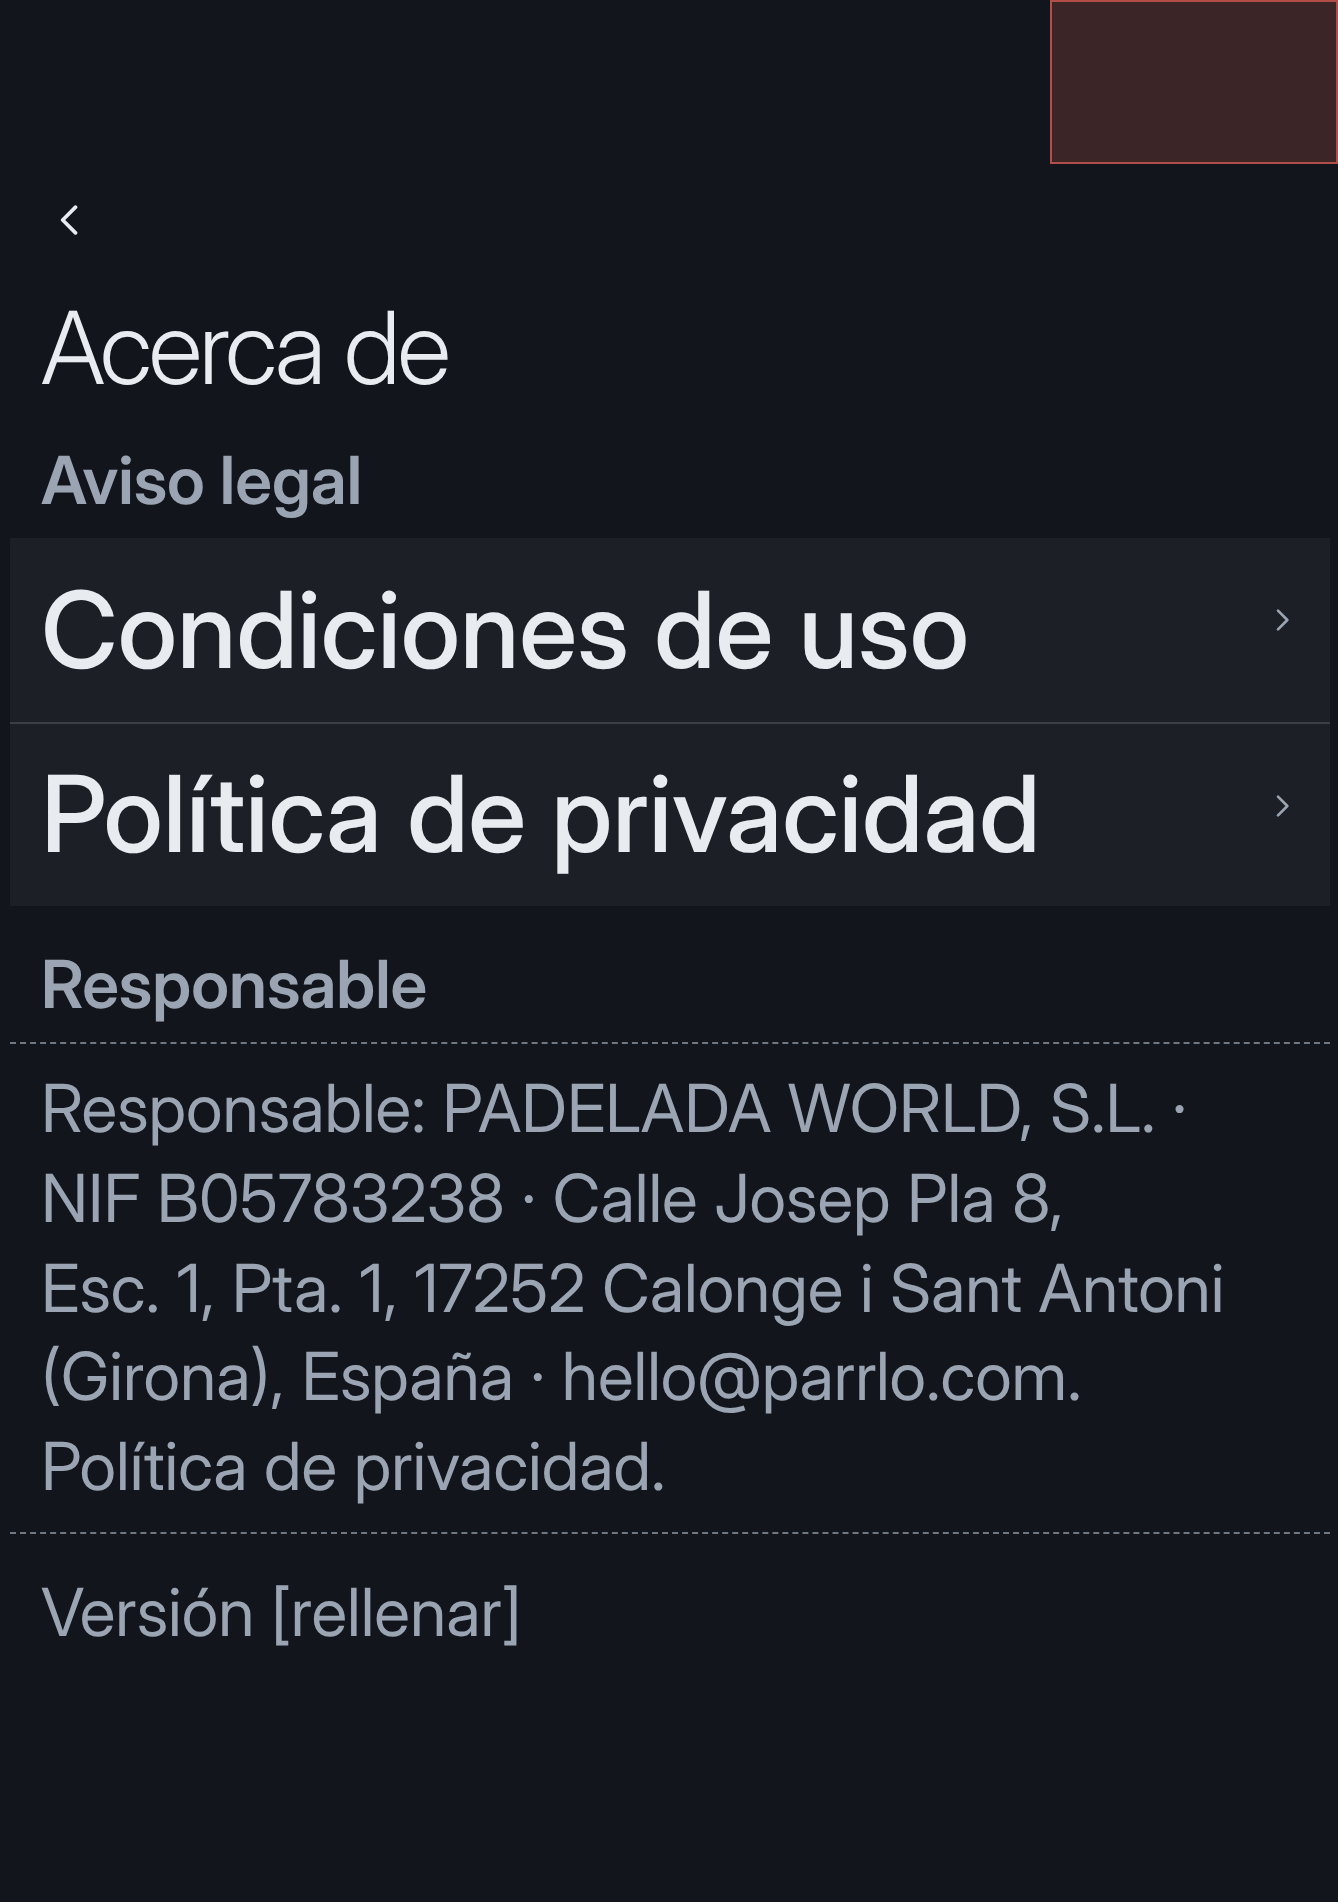 Acerca de
Aviso legal
Condiciones de uso
Política de privacidad
Responsable
Responsable: PADELADA WORLD, S.L. ·
NIF B05783238 · Calle Josep Pla 8,
Esc. 1, Pta. 1, 17252 Calonge i Sant Antoni
(Girona), España · hello@parrlo.com.
Política de privacidad.
Versión [rellenar]